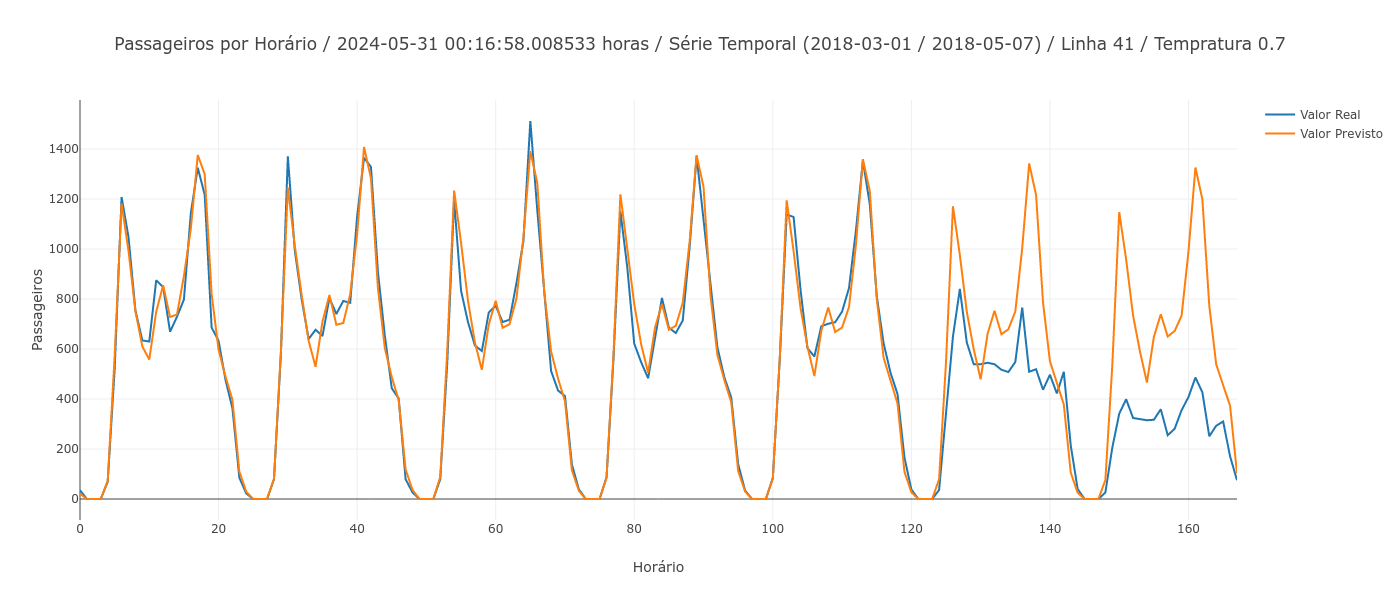 Passageiros por Horário / 2024-05-31 00:16:58.008533 horas / Série Temporal (2018-03-01 / 2018-05-07) / Linha 41 / Tempratura 0.7
Valor Real
Valor Previsto
Passageiros
1400
1200
1000
800
600
400
200
0
0 20 40 60 80 100 120 140 160
Horário